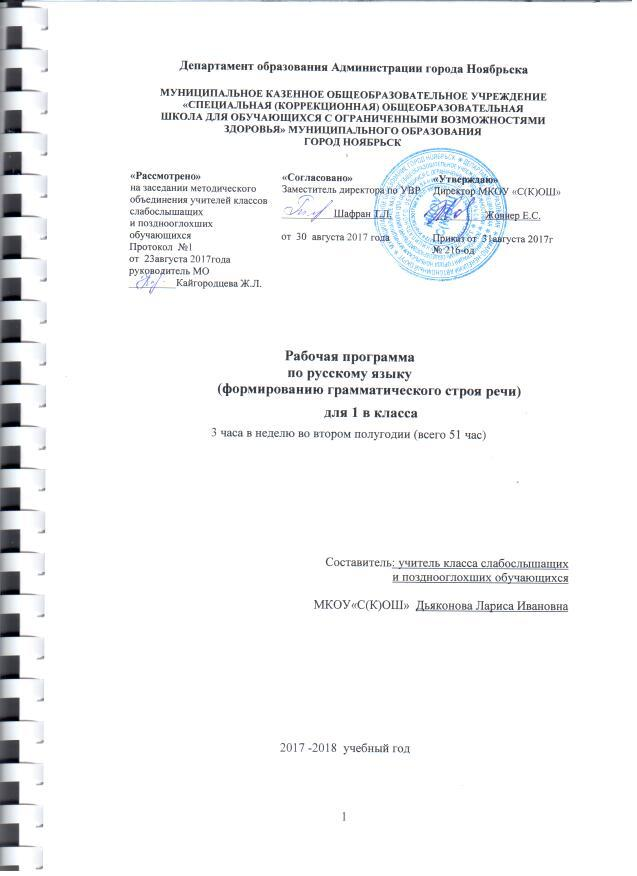 Департамент образования Администрации города Ноябрьска
МУНИЦИПАЛЬНОЕ КАЗЕННОЕ ОБЩЕОБРАЗОВАТЕЛЬНОЕ УЧРЕЖДЕНИЕ
«СПЕЦИАЛЬНАЯ (КОРРЕКЦИОННАЯ) ОБЩЕОБРАЗОВАТЕЛЬНАЯ
ШКОЛА ДЛЯ ОБУЧАЮЩИХСЯ С ОГРАНИЧЕННЫМИ ВОЗМОЖНОСТЯМИ
ЗДОРОВЬЯ» МУНИЦИПАЛЬНОГО ОБРАЗОВАНИЯ
ГОРОД НОЯБРЬСК
«Рассмотрено»
на заседании методического
объединения учителей классов
слабослышащих
и позднооглохших
обучающихся
Протокол №1
от 23августа 2017года
руководитель МО
Кайгородцева Ж.Л.
«Согласовано»
Заместитель директора по УВР
Шафран Т.Л.
от 30 августа 2017 года
«Утверждаю»
Директор МКОУ «С(К)ОШ»
Жовнер Е.С.
Приказ от 31августа 2017г
№ 216-од
Рабочая программа
по русскому языку
(формированию грамматического строя речи)
для 1 в класса
3 часа в неделю во втором полугодии (всего 51 час)
Составитель: учитель класса слабослышащих
и позднооглохших обучающихся
МКОУ«С(К)ОШ» Дьяконова Лариса Ивановна
2017 -2018 учебный год
1